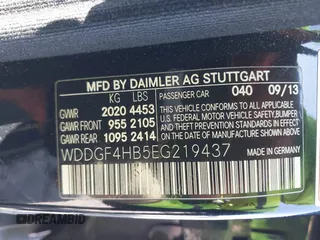 MFD BY DAIMLER AG STUTTGART
KG LBS PASSENGER CAR 040 09/13
GVWR 2020 4453
GAWR FRONT 955 2105
GAWR REAR 1095 2414
THIS VEHICLE CONFORMS TO ALL APPLICABLE
U.S. FEDERAL MOTOR VEHICLE SAFETY,BUMPER
AND THEFT PREVENTION STANDARDS IN EFFECT
ON THE DATE OF MANUFACTURE SHOWN ABOVE.
WDDGF4HB5EG219437
MADE IN GERMANY
DREAMBID